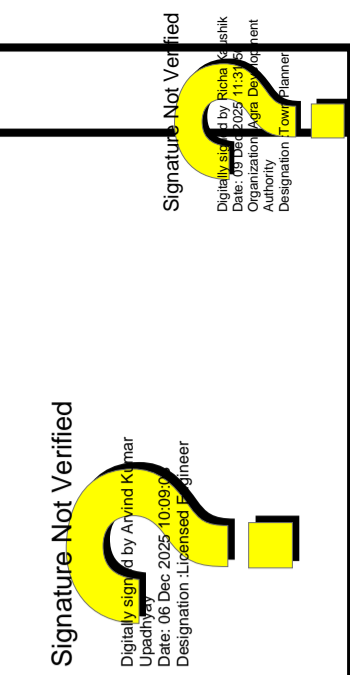 Signature Not Verified
Digitally signed by Richa Kaushik
Date: 09 Dec 2025 11:31
Organization :Agra Development
Authority
Designation :Town Planner
Signature Not Verified
Digitally signed by Arvind Kumar
Upadhyay
Date: 06 Dec 2025 10:09:0
Designation :Licensed Engineer